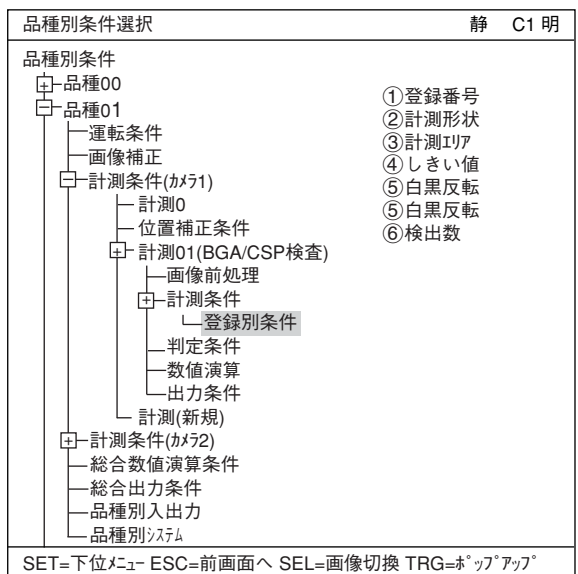 品種別条件選択 静 C1 明
品種別条件
品種00
品種01
運転条件
画像補正
計測条件(ｶﾒﾗ1)
計測0
位置補正条件
計測01(BGA/CSP検査)
画像前処理
計測条件
登録別条件
判定条件
数値演算
出力条件
計測(新規)
計測条件(ｶﾒﾗ2)
総合数値演算条件
総合出力条件
品種別入出力
品種別ｼｽﾃﾑ
①登録番号
②計測形状
③計測ｴﾘｱ
④しきい値
⑤白黒反転
⑤白黒反転
⑥検出数
SET=下位ﾒﾆｭｰ ESC=前画面へ SEL=画像切換 TRG=ﾎﾟｯﾌﾟｱｯﾌﾟ